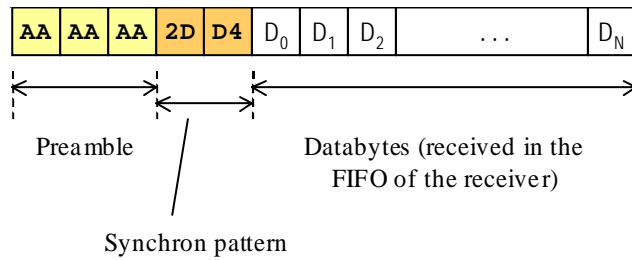 AA AA AA 2D D4 D0 D1 D2 ... DN
Preamble
Databytes (received in the
FIFO of the receiver)
Synchron pattern